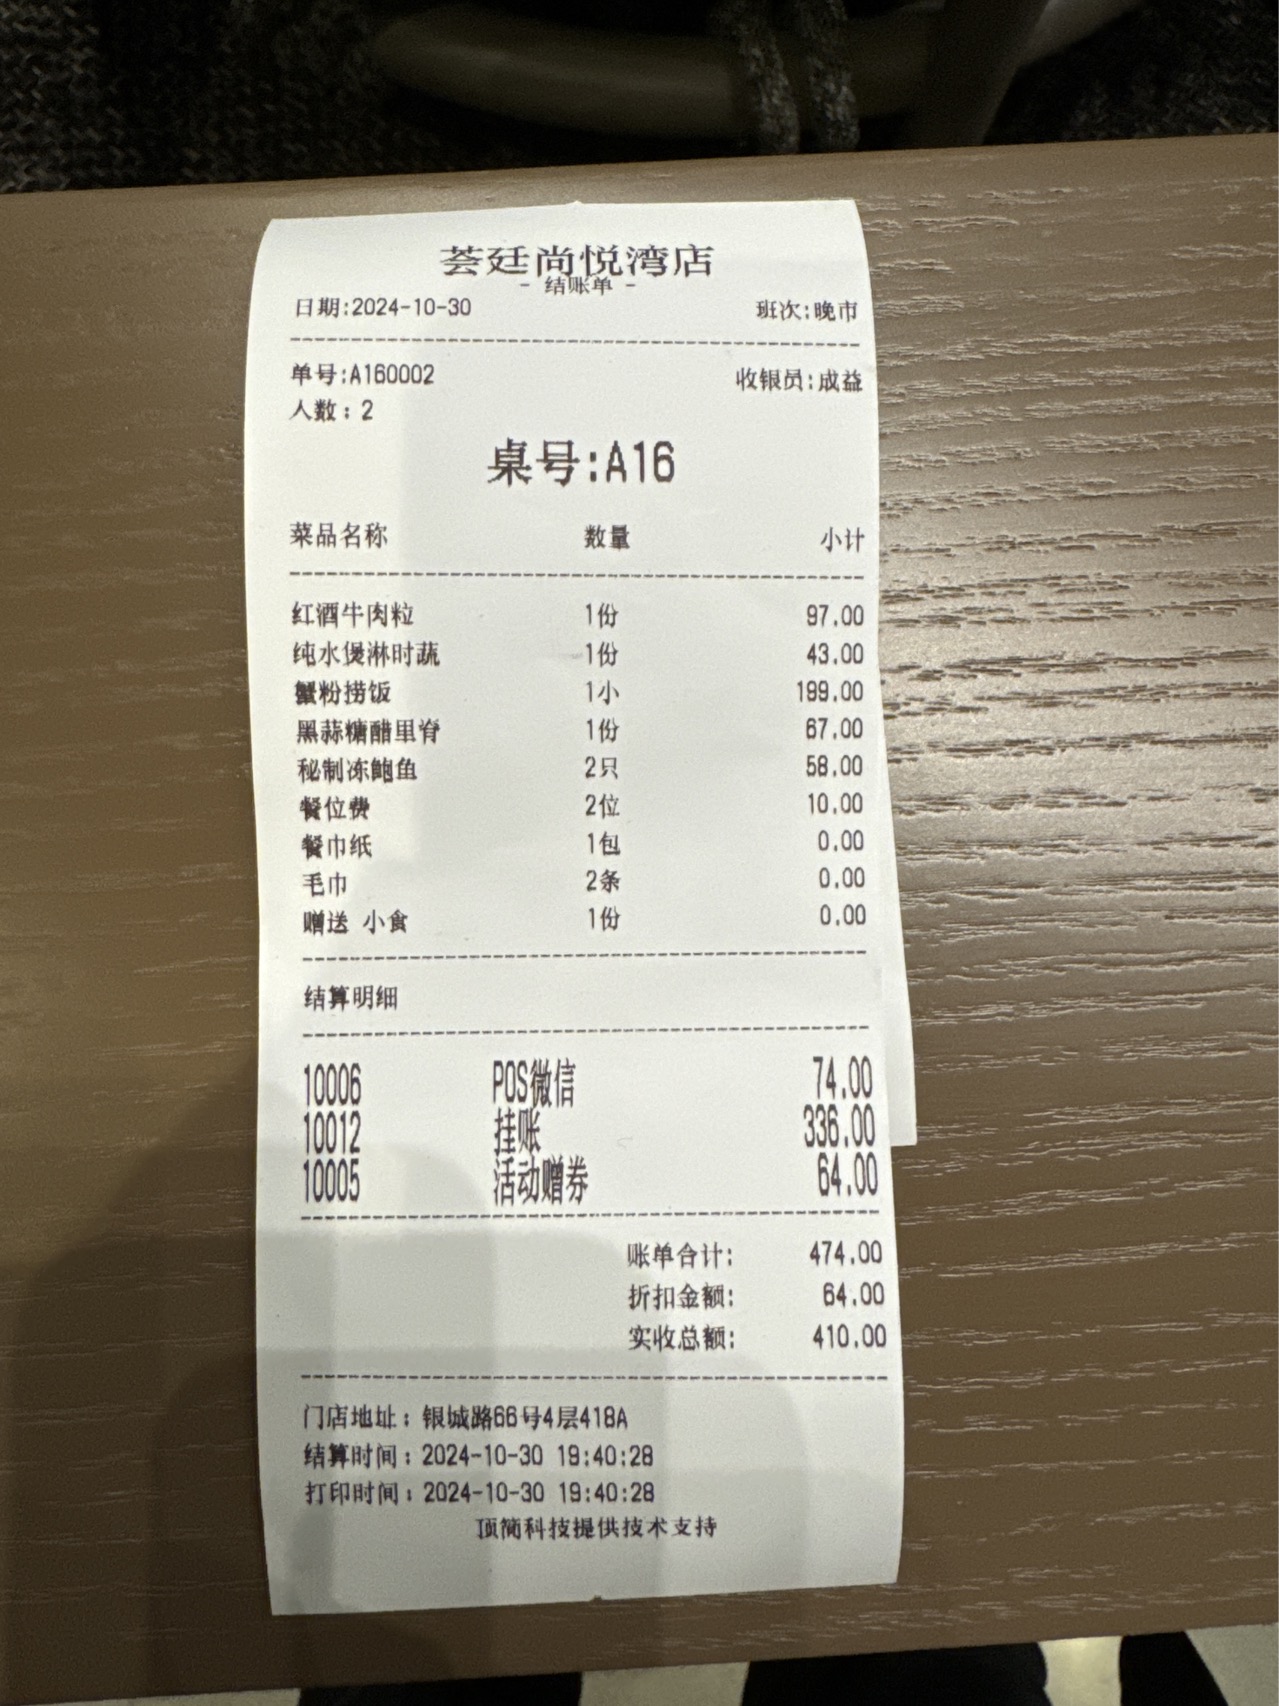 荟廷尚悦湾店
- 结账单 -
日期:2024-10-30 班次:晚市
单号:A160002 收银员:成益
人数:2
桌号:A16
菜品名称 数量 小计
红酒牛肉粒 1份 97.00
纯水煲淋时蔬 1份 43.00
蟹粉捞饭 1小 199.00
黑蒜糖醋里脊 1份 67.00
秘制冻鲍鱼 2只 58.00
餐位费 2位 10.00
餐巾纸 1包 0.00
毛巾 2条 0.00
赠送 小食 1份 0.00
结算明细
10006 POS微信 74.00
10012 挂账 336.00
10005 活动赠券 64.00
账单合计: 474.00
折扣金额: 64.00
实收总额: 410.00
门店地址:银城路66号4层418A
结算时间:2024-10-30 19:40:28
打印时间:2024-10-30 19:40:28
顶简科技提供技术支持